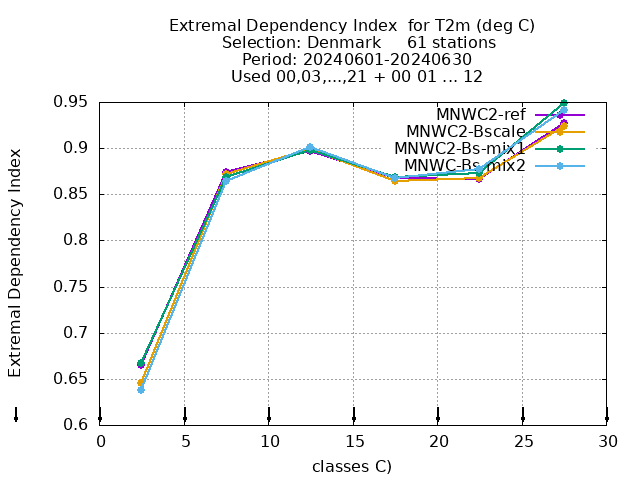 Extremal Dependency Index  for T2m (deg C)
Selection: Denmark     61 stations
Period: 20240601-20240630
Used 00,03,...,21 + 00 01 ... 12
MNWC2-ref
MNWC2-Bscale
MNWC2-Bs-mix1
MNWC-Bs-mix2
Extremal Dependency Index
0.95
0.9
0.85
0.8
0.75
0.7
0.65
0.6
0 5 10 15 20 25 30
classes C)